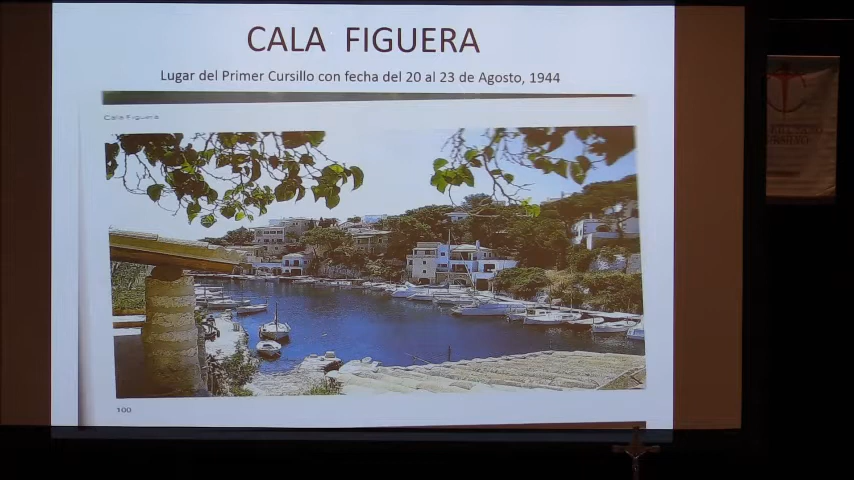 CALA FIGUERA
Lugar del Primer Cursillo con fecha del 20 al 23 de Agosto, 1944
Cala Figuera
100